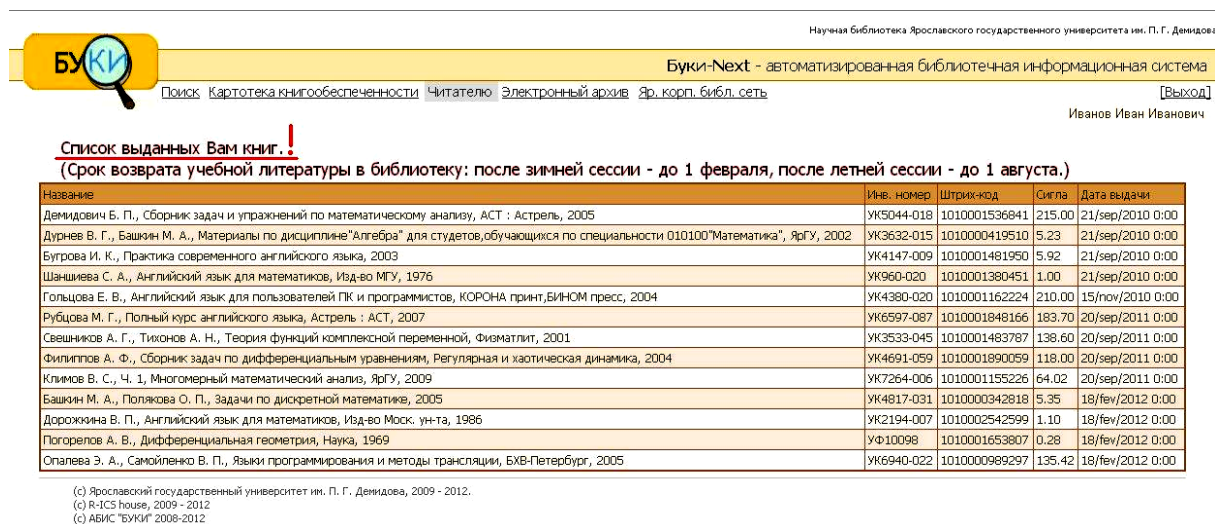 Научная библиотека Ярославского государственного университета им. П. Г. Демидова
БУКИ
Буки-Next - автоматизированная библиотечная информационная система
Поиск Картотека книгообеспеченности Читателю Электронный архив Яр. корп. библ. сеть [Выход]
Иванов Иван Иванович
Список выданных Вам книг.!
(Срок возврата учебной литературы в библиотеку: после зимней сессии - до 1 февраля, после летней сессии - до 1 августа.)
Название Инв. номер Штрих-код Сигла Дата выдачи
Демидович Б. П., Сборник задач и упражнений по математическому анализу, АСТ : Астрель, 2005 УК5044-018 1010001536841 215.00 21/sep/2010 0:00
Дурнев В. Г., Башкин М. А., Материалы по дисциплине"Алгебра" для студетов,обучающихся по специальности 010100"Математика", ЯрГУ, 2002 УК3632-015 1010000419510 5.23 21/sep/2010 0:00
Бугрова И. К., Практика современного английского языка, 2003 УК4147-009 1010001481950 5.92 21/sep/2010 0:00
Шаншиева С. А., Английский язык для математиков, Изд-во МГУ, 1976 УК960-020 1010001380451 1.00 21/sep/2010 0:00
Гольцова Е. В., Английский язык для пользователей ПК и программистов, КОРОНА принт,БИНОМ пресс, 2004 УК4380-020 1010001162224 210.00 15/nov/2010 0:00
Рубцова М. Г., Полный курс английского языка, Астрель : АСТ, 2007 УК6597-087 1010001848166 183.70 20/sep/2011 0:00
Свешников А. Г., Тихонов А. Н., Теория функций комплексной переменной, Физматлит, 2001 УК3533-045 1010001483787 138.60 20/sep/2011 0:00
Филиппов А. Ф., Сборник задач по дифференциальным уравнениям, Регулярная и хаотическая динамика, 2004 УК4691-059 1010001890059 118.00 20/sep/2011 0:00
Климов В. С., Ч. 1, Многомерный математический анализ, ЯрГУ, 2009 УК7264-006 1010001155226 64.02 20/sep/2011 0:00
Башкин М. А., Полякова О. П., Задачи по дискретной математике, 2005 УК4817-031 1010000342818 5.35 18/fev/2012 0:00
Дорожкина В. П., Английский язык для математиков, Изд-во Моск. ун-та, 1986 УК2194-007 1010002542599 1.10 18/fev/2012 0:00
Погорелов А. В., Дифференциальная геометрия, Наука, 1969 УФ10098 1010001653807 0.28 18/fev/2012 0:00
Опалева Э. А., Самойленко В. П., Языки программирования и методы трансляции, БХВ-Петербург, 2005 УК6940-022 1010000989297 135.42 18/fev/2012 0:00
(c) Ярославский государственный университет им. П. Г. Демидова, 2009 - 2012.
(c) R-ICS house, 2009 - 2012
(c) АБИС "БУКИ" 2008-2012